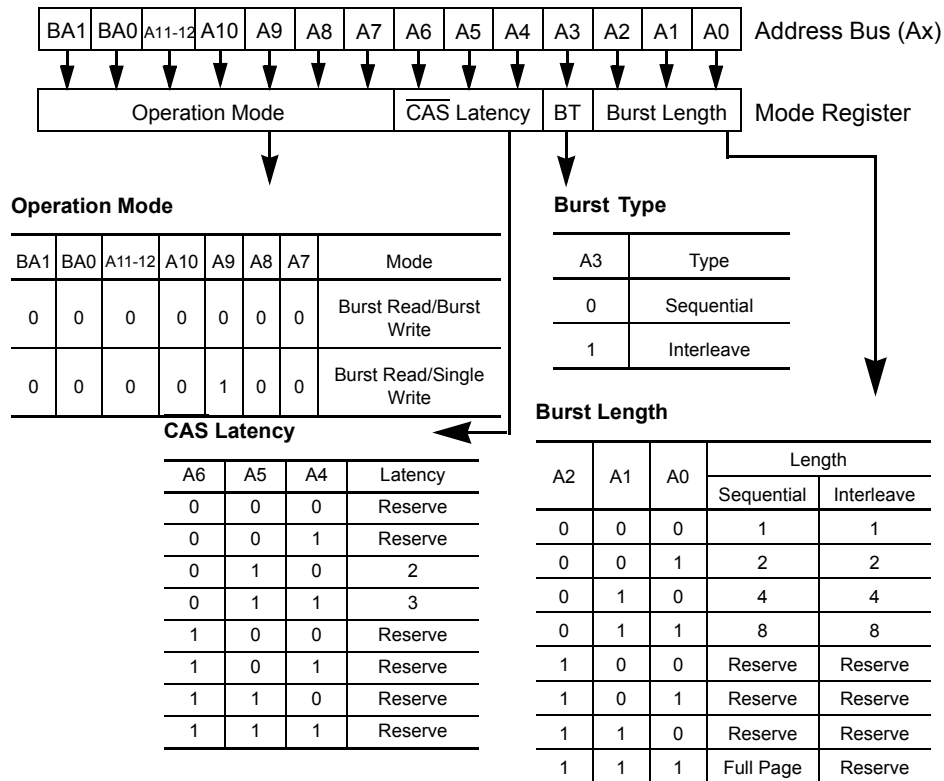 BA1 BA0 A11-12 A10 A9 A8 A7 A6 A5 A4 A3 A2 A1 A0 Address Bus (Ax)
Operation Mode CAS Latency BT Burst Length Mode Register
Operation Mode
BA1 BA0 A11-12 A10 A9 A8 A7 Mode
0 0 0 0 0 0 0 Burst Read/Burst
Write
0 0 0 0 1 0 0 Burst Read/Single
Write
Burst Type
A3 Type
0 Sequential
1 Interleave
CAS Latency
A6 A5 A4 Latency
0 0 0 Reserve
0 0 1 Reserve
0 1 0 2
0 1 1 3
1 0 0 Reserve
1 0 1 Reserve
1 1 0 Reserve
1 1 1 Reserve
Burst Length
A2 A1 A0 Length
Sequential Interleave
0 0 0 1 1
0 0 1 2 2
0 1 0 4 4
0 1 1 8 8
1 0 0 Reserve Reserve
1 0 1 Reserve Reserve
1 1 0 Reserve Reserve
1 1 1 Full Page Reserve